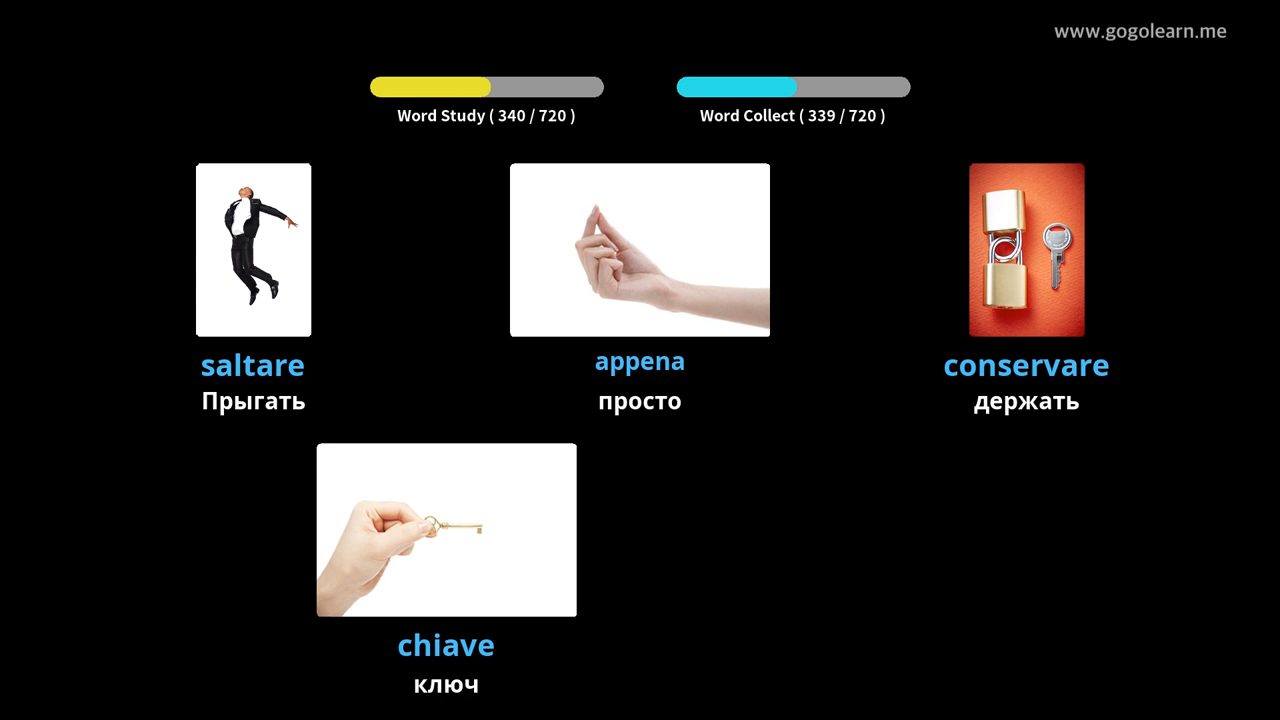 www.gogolearn.me
Word Study ( 340 / 720 )
Word Collect ( 339 / 720 )
saltare
Прыгать
appena
просто
conservare
держать
chiave
ключ